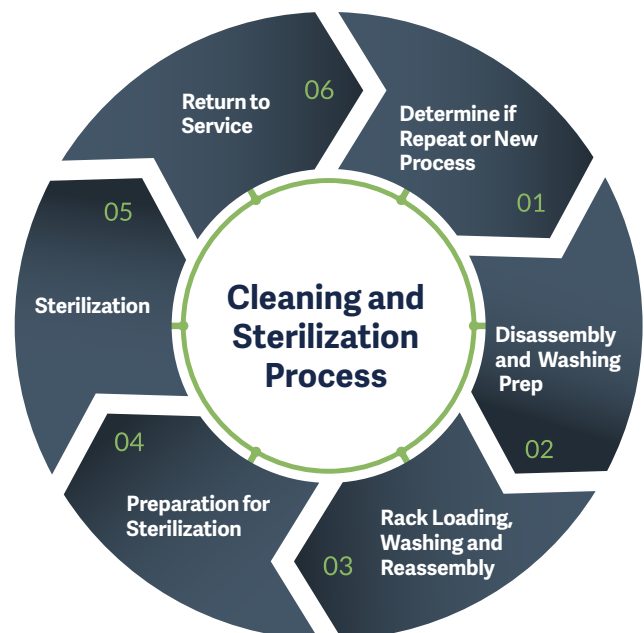 Cleaning and
Sterilization
Process
Determine if
Repeat or New
Process
01
Disassembly
and Washing
Prep
02
Rack Loading,
Washing and
Reassembly
03
04
Preparation for
Sterilization
05
Sterilization
06
Return to
Service